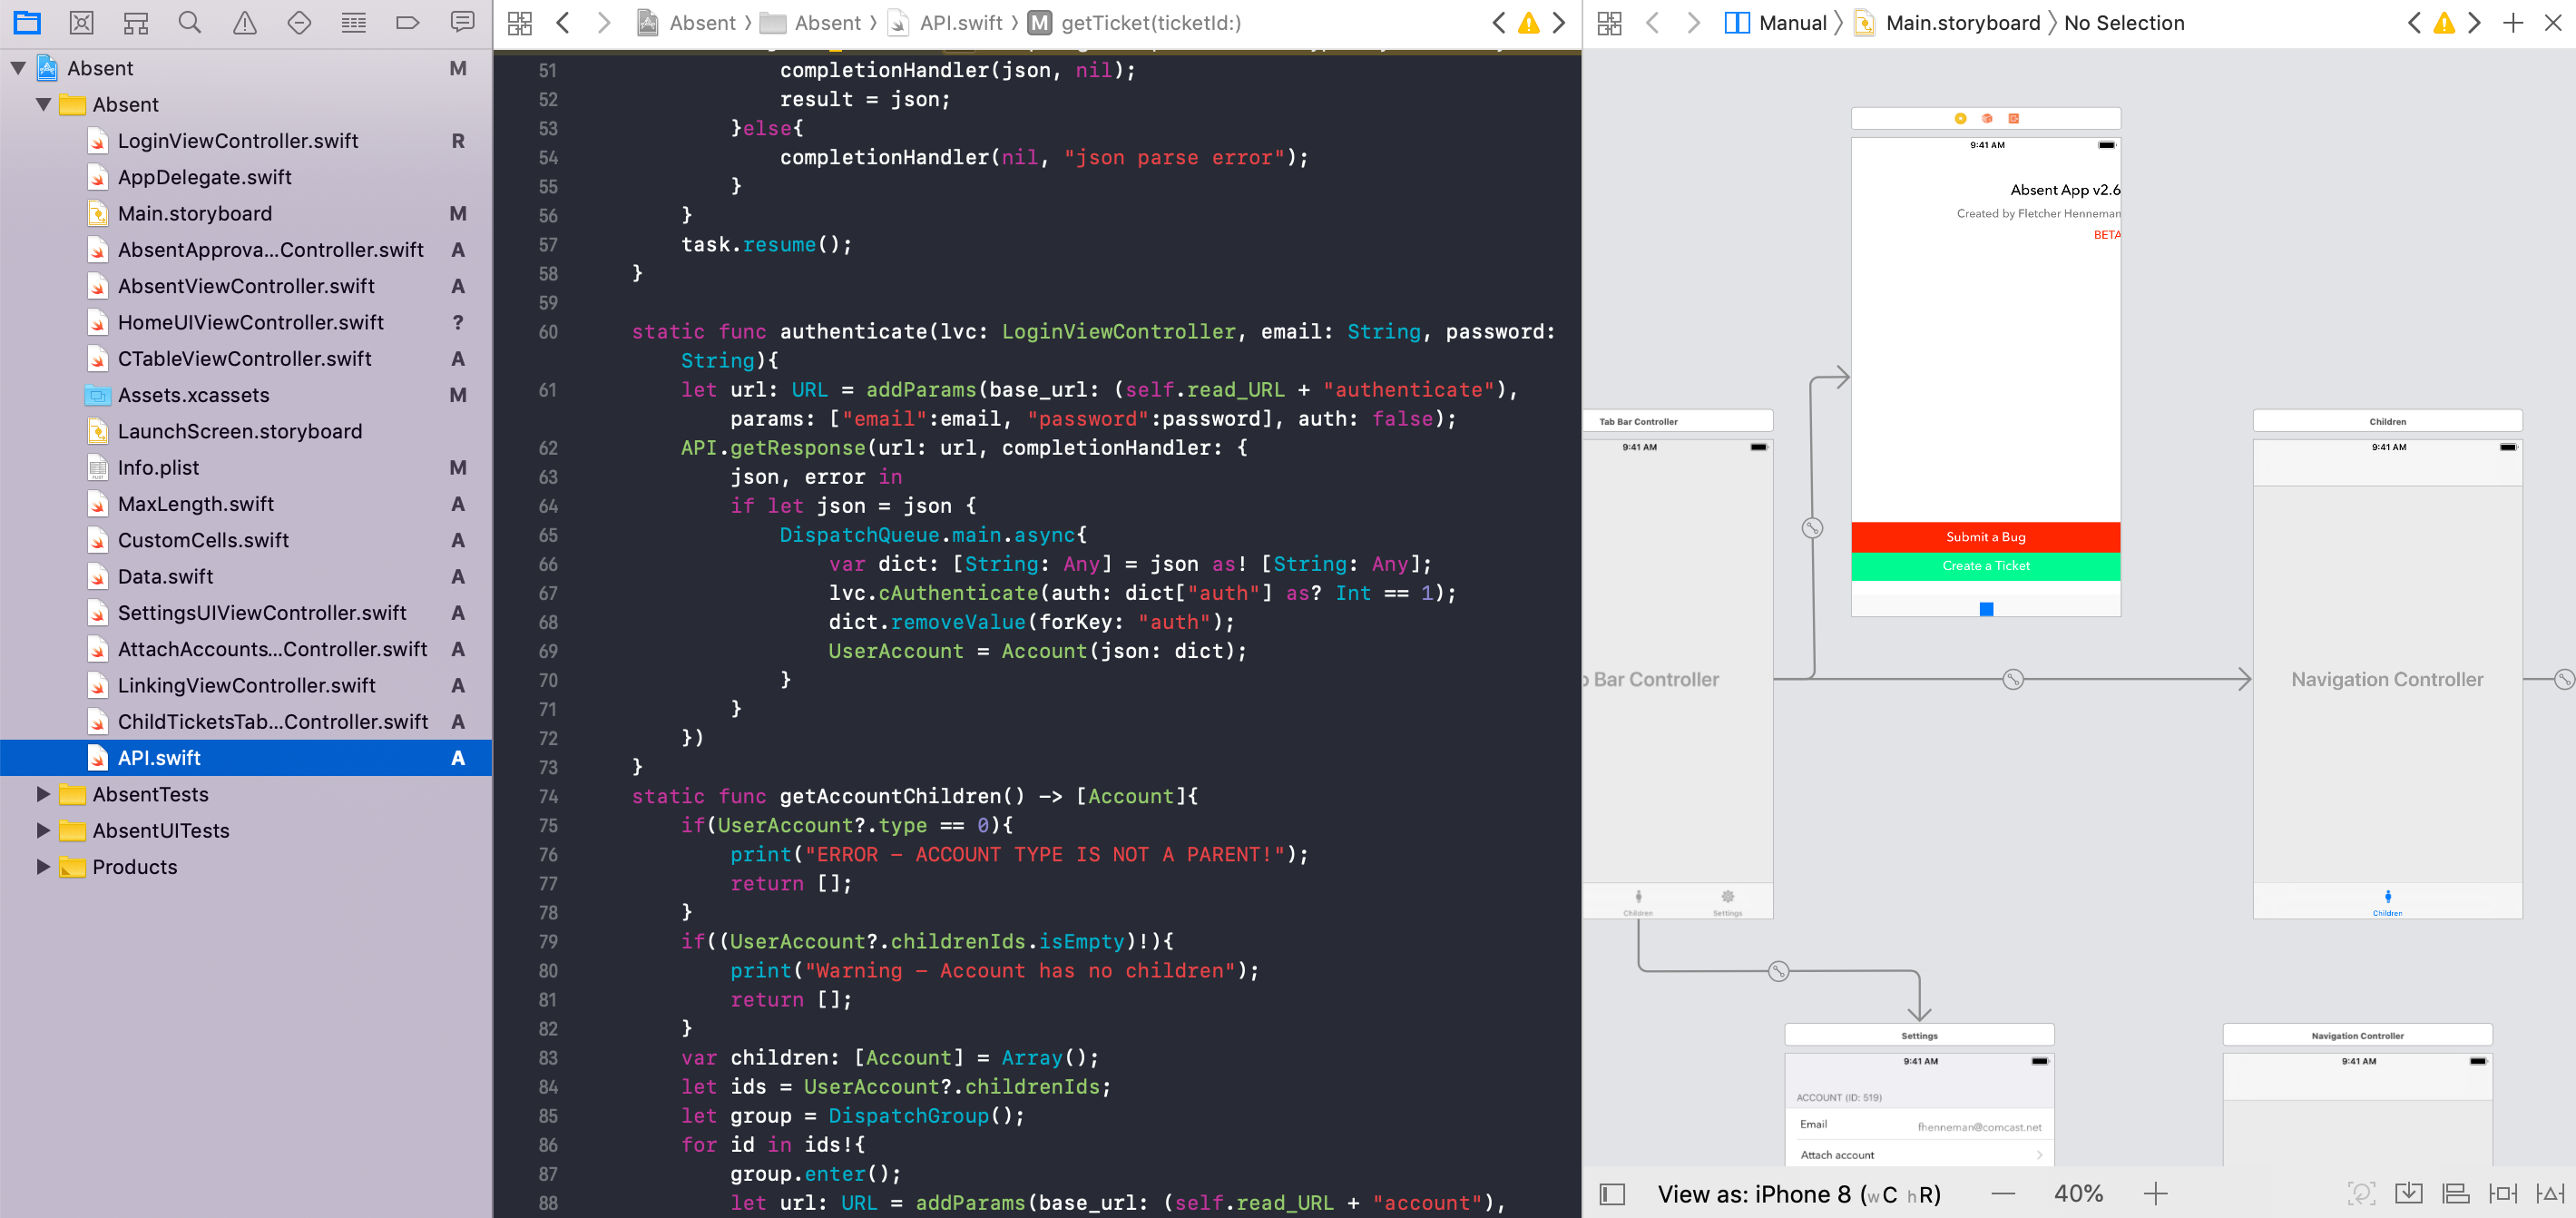 Absent M
Absent
LoginViewController.swift R
AppDelegate.swift
Main.storyboard M
AbsentApprova...Controller.swift A
AbsentViewController.swift A
HomeUIViewController.swift ?
CTableViewController.swift A
Assets.xcassets M
LaunchScreen.storyboard
Info.plist M
MaxLength.swift A
CustomCells.swift A
Data.swift A
SettingsUIViewController.swift A
AttachAccounts...Controller.swift A
LinkingViewController.swift A
ChildTicketsTab...Controller.swift A
API.swift A
AbsentTests
AbsentUITests
Products
Absent Absent API.swift M getTicket(ticketId:)
51 completionHandler(json, nil);
52 result = json;
53 }else{
54 completionHandler(nil, "json parse error");
55 }
56 }
57 task.resume();
58 }
59
60 static func authenticate(lvc: LoginViewController, email: String, password:
String){
61 let url: URL = addParams(base_url: (self.read_URL + "authenticate"),
params: ["email":email, "password":password], auth: false);
62 API.getResponse(url: url, completionHandler: {
63 json, error in
64 if let json = json {
65 DispatchQueue.main.async{
66 var dict: [String: Any] = json as! [String: Any];
67 lvc.cAuthenticate(auth: dict["auth"] as? Int == 1);
68 dict.removeValue(forKey: "auth");
69 UserAccount = Account(json: dict);
70 }
71 }
72 })
73 }
74 static func getAccountChildren() -> [Account]{
75 if(UserAccount?.type == 0){
76 print("ERROR - ACCOUNT TYPE IS NOT A PARENT!");
77 return [];
78 }
79 if((UserAccount?.childrenIds.isEmpty)!){
80 print("Warning - Account has no children");
81 return [];
82 }
83 var children: [Account] = Array();
84 let ids = UserAccount?.childrenIds;
85 let group = DispatchGroup();
86 for id in ids!{
87 group.enter();
88 let url: URL = addParams(base_url: (self.read_URL + "account"),
Manual Main.storyboard No Selection
9:41 AM
Absent App v2.6
Created by Fletcher Henneman
BETA
Submit a Bug
Create a Ticket
Tab Bar Controller
9:41 AM
Bar Controller
Children Settings
Children
9:41 AM
Navigation Controller
Children
Settings
9:41 AM
ACCOUNT (ID: 519)
Email fhenneman@comcast.net
Attach account
Navigation Controller
9:41 AM
View as: iPhone 8 (wC hR) — 40% +